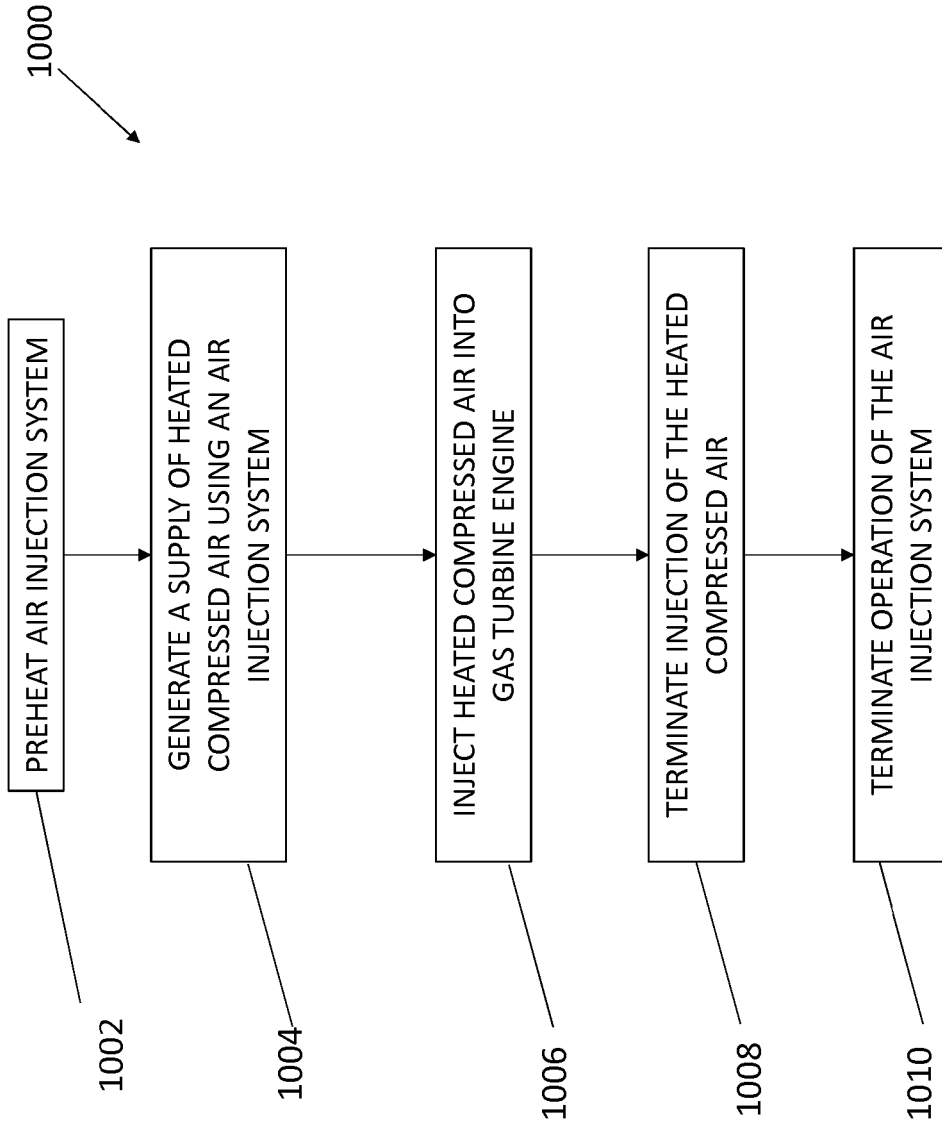 1000
1002
PREHEAT AIR INJECTION SYSTEM
1004
GENERATE A SUPPLY OF HEATED
COMPRESSED AIR USING AN AIR
INJECTION SYSTEM
1006
INJECT HEATED COMPRESSED AIR INTO
GAS TURBINE ENGINE
1008
TERMINATE INJECTION OF THE HEATED
COMPRESSED AIR
1010
TERMINATE OPERATION OF THE AIR
INJECTION SYSTEM